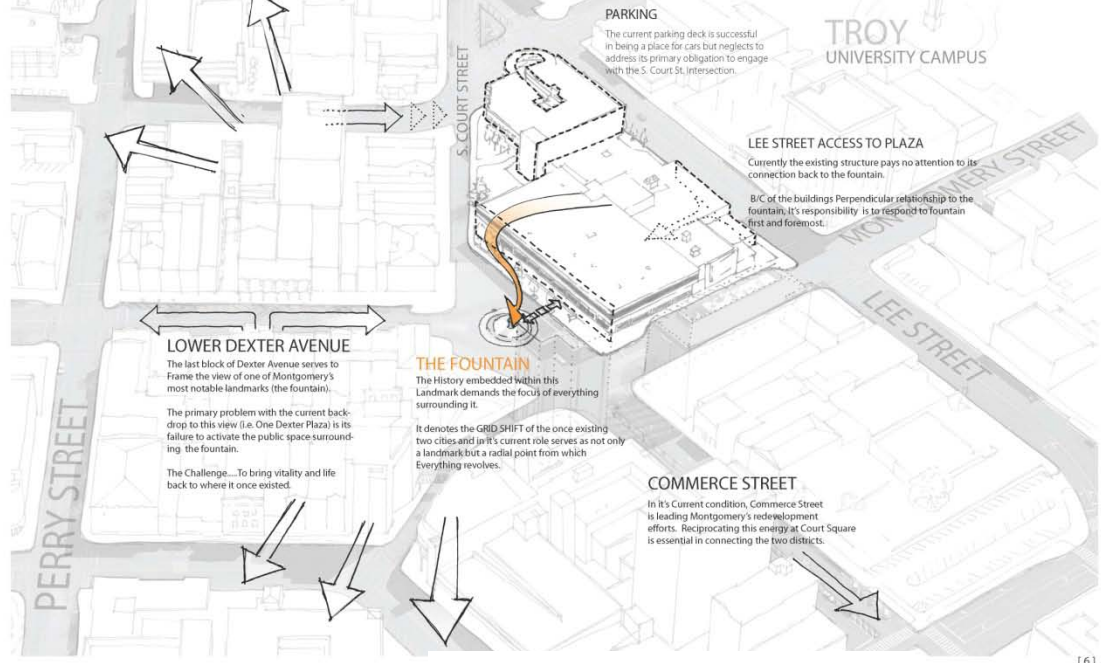 PARKING
The current parking deck is successful
in being a place for cars but neglects to
address its primary obligation to engage
with the S. Court St. Intersection.
TROY
UNIVERSITY CAMPUS
S. COURT STREET
LEE STREET ACCESS TO PLAZA
Currently the existing structure pays no attention to its
connection back to the fountain.
B/C of the buildings Perpendicular relationship to the
fountain, It's responsibility is to respond to fountain
first and foremost.
MONTGOMERY STREET
LEE STREET
LOWER DEXTER AVENUE
The last block of Dexter Avenue serves to
Frame the view of one of Montgomery's
most notable landmarks (the fountain).
The primary problem with the current back-
drop to this view (i.e. One Dexter Plaza) is its
failure to activate the public space surround-
ing the fountain.
The Challenge....To bring vitality and life
back to where it once existed.
THE FOUNTAIN
The History embedded within this
Landmark demands the focus of everything
surrounding it.
It denotes the GRID SHIFT of the once existing
two cities and in it's current role serves as not only
a landmark but a radial point from which
Everything revolves.
PERRY STREET
COMMERCE STREET
In it's Current condition, Commerce Street
is leading Montgomery's redevelopment
efforts. Reciprocating this energy at Court Square
is essential in connecting the two districts.
[ 6 ]